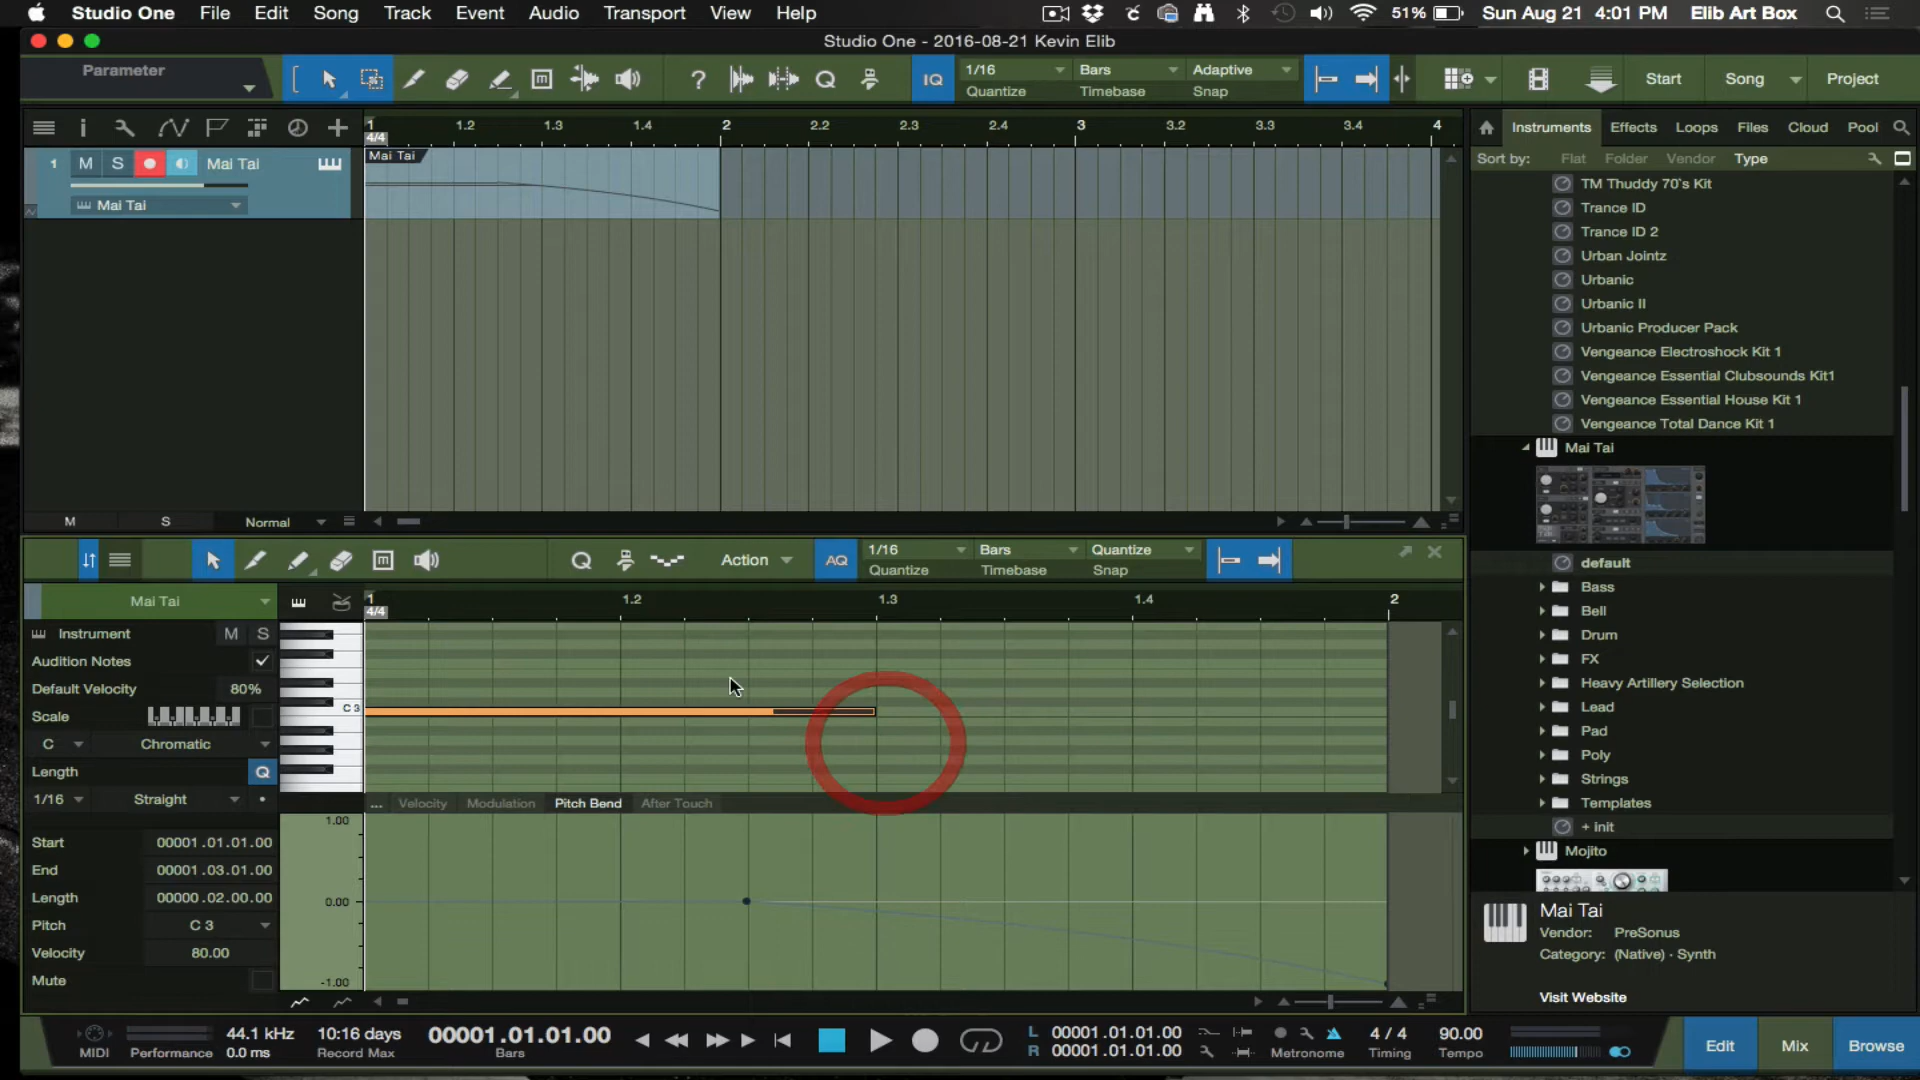 Studio One File Edit Song Track Event Audio Transport View Help 51% Sun Aug 21 4:01 PM Elib Art Box
Studio One - 2016-08-21 Kevin Elib
Parameter
? IQ 1/16 Quantize Bars Timebase Adaptive Snap Start Song Project
1 1.2 1.3 1.4 2 2.2 2.3 2.4 3 3.2 3.3 3.4 4
4/4
1 M S Mai Tai
Mai Tai
Mai Tai
M S Normal
Instruments Effects Loops Files Cloud Pool
Sort by: Flat Folder Vendor Type
TM Thuddy 70`s Kit
Trance ID
Trance ID 2
Urban Jointz
Urbanic
Urbanic II
Urbanic Producer Pack
Vengeance Electroshock Kit 1
Vengeance Essential Clubsounds Kit1
Vengeance Essential House Kit 1
Vengeance Total Dance Kit 1
Mai Tai
default
Bass
Bell
Drum
FX
Heavy Artillery Selection
Lead
Pad
Poly
Strings
Templates
+ init
Mojito
Mai Tai
Vendor: PreSonus
Category: (Native) · Synth
Visit Website
Q Action AQ 1/16 Quantize Bars Timebase Quantize Snap
Mai Tai
1 1.2 1.3 1.4 2
4/4
Instrument M S
Audition Notes
Default Velocity 80%
Scale
C Chromatic
Length Q
1/16 Straight
C 3
... Velocity Modulation Pitch Bend After Touch
1.00
0.00
-1.00
Start 00001.01.01.00
End 00001.03.01.00
Length 00000.02.00.00
Pitch C 3
Velocity 80.00
Mute
MIDI Performance 44.1 kHz 0.0 ms 10:16 days Record Max 00001.01.01.00 Bars
L 00001.01.01.00
R 00001.01.01.00
Metronome 4 / 4 Timing 90.00 Tempo Edit Mix Browse